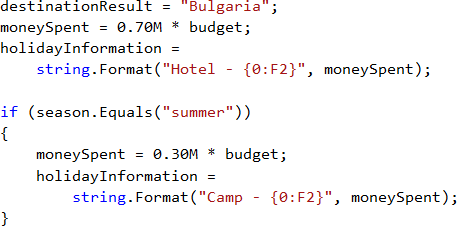 destinationResult = "Bulgaria";
moneySpent = 0.70M * budget;
holidayInformation =
    string.Format("Hotel - {0:F2}", moneySpent);

if (season.Equals("summer"))
{
    moneySpent = 0.30M * budget;
    holidayInformation =
        string.Format("Camp - {0:F2}", moneySpent);
}